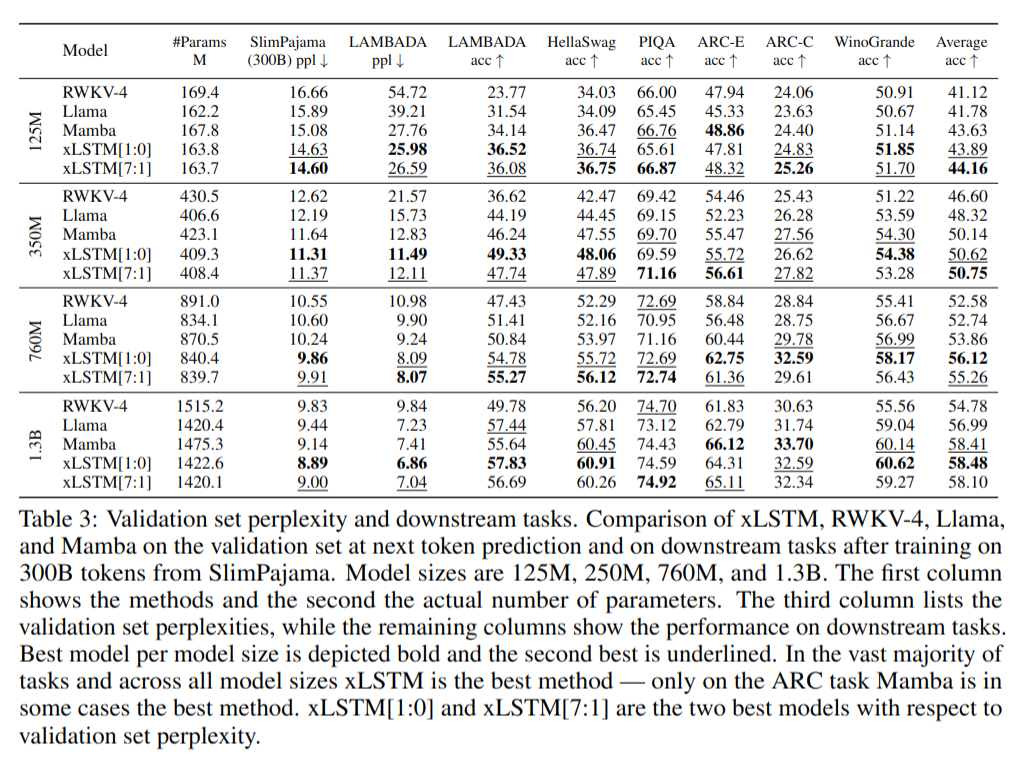 Model #Params M SlimPajama (300B) ppl ↓ LAMBADA ppl ↓ LAMBADA acc ↑ HellaSwag acc ↑ PIQA acc ↑ ARC-E acc ↑ ARC-C acc ↑ WinoGrande acc ↑ Average acc ↑
125M
RWKV-4 169.4 16.66 54.72 23.77 34.03 66.00 47.94 24.06 50.91 41.12
Llama 162.2 15.89 39.21 31.54 34.09 65.45 45.33 23.63 50.67 41.78
Mamba 167.8 15.08 27.76 34.14 36.47 66.76 48.86 24.40 51.14 43.63
xLSTM[1:0] 163.8 14.63 25.98 36.52 36.74 65.61 47.81 24.83 51.85 43.89
xLSTM[7:1] 163.7 14.60 26.59 36.08 36.75 66.87 48.32 25.26 51.70 44.16
350M
RWKV-4 430.5 12.62 21.57 36.62 42.47 69.42 54.46 25.43 51.22 46.60
Llama 406.6 12.19 15.73 44.19 44.45 69.15 52.23 26.28 53.59 48.32
Mamba 423.1 11.64 12.83 46.24 47.55 69.70 55.47 27.56 54.30 50.14
xLSTM[1:0] 409.3 11.31 11.49 49.33 48.06 69.59 55.72 26.62 54.38 50.62
xLSTM[7:1] 408.4 11.37 12.11 47.74 47.89 71.16 56.61 27.82 53.28 50.75
760M
RWKV-4 891.0 10.55 10.98 47.43 52.29 72.69 58.84 28.84 55.41 52.58
Llama 834.1 10.60 9.90 51.41 52.16 70.95 56.48 28.75 56.67 52.74
Mamba 870.5 10.24 9.24 50.84 53.97 71.16 60.44 29.78 56.99 53.86
xLSTM[1:0] 840.4 9.86 8.09 54.78 55.72 72.69 62.75 32.59 58.17 56.12
xLSTM[7:1] 839.7 9.91 8.07 55.27 56.12 72.74 61.36 29.61 56.43 55.26
1.3B
RWKV-4 1515.2 9.83 9.84 49.78 56.20 74.70 61.83 30.63 55.56 54.78
Llama 1420.4 9.44 7.23 57.44 57.81 73.12 62.79 31.74 59.04 56.99
Mamba 1475.3 9.14 7.41 55.64 60.45 74.43 66.12 33.70 60.14 58.41
xLSTM[1:0] 1422.6 8.89 6.86 57.83 60.91 74.59 64.31 32.59 60.62 58.48
xLSTM[7:1] 1420.1 9.00 7.04 56.69 60.26 74.92 65.11 32.34 59.27 58.10
Table 3: Validation set perplexity and downstream tasks. Comparison of xLSTM, RWKV-4, Llama,
and Mamba on the validation set at next token prediction and on downstream tasks after training on
300B tokens from SlimPajama. Model sizes are 125M, 250M, 760M, and 1.3B. The first column
shows the methods and the second the actual number of parameters. The third column lists the
validation set perplexities, while the remaining columns show the performance on downstream tasks.
Best model per model size is depicted bold and the second best is underlined. In the vast majority of
tasks and across all model sizes xLSTM is the best method — only on the ARC task Mamba is in
some cases the best method. xLSTM[1:0] and xLSTM[7:1] are the two best models with respect to
validation set perplexity.